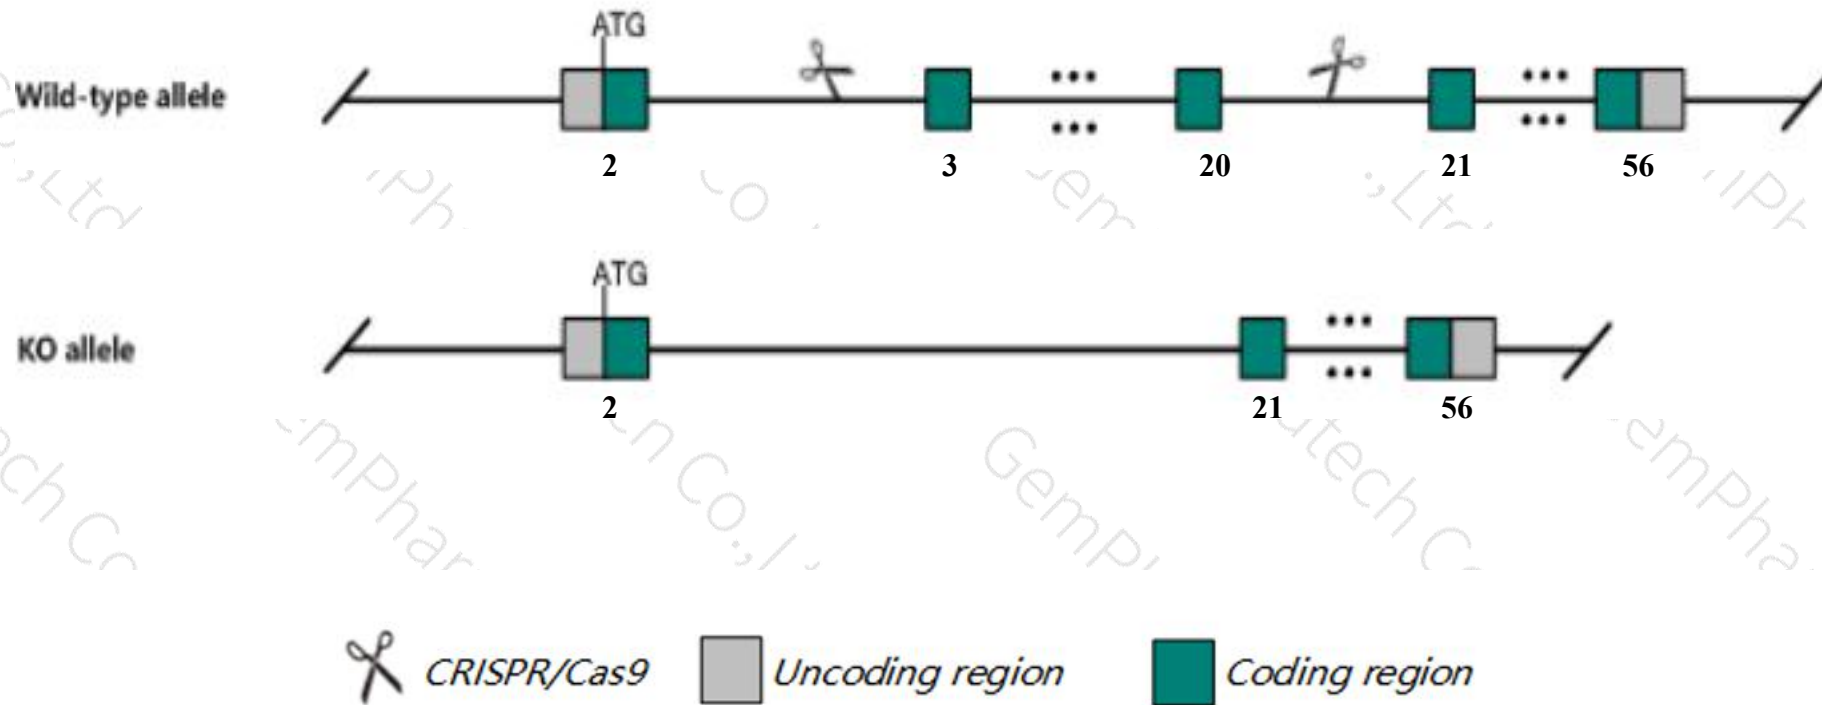 ATG
Wild-type allele
2 3 20 21 56
ATG
KO allele
2 21 56
CRISPR/Cas9 Uncoding region Coding region